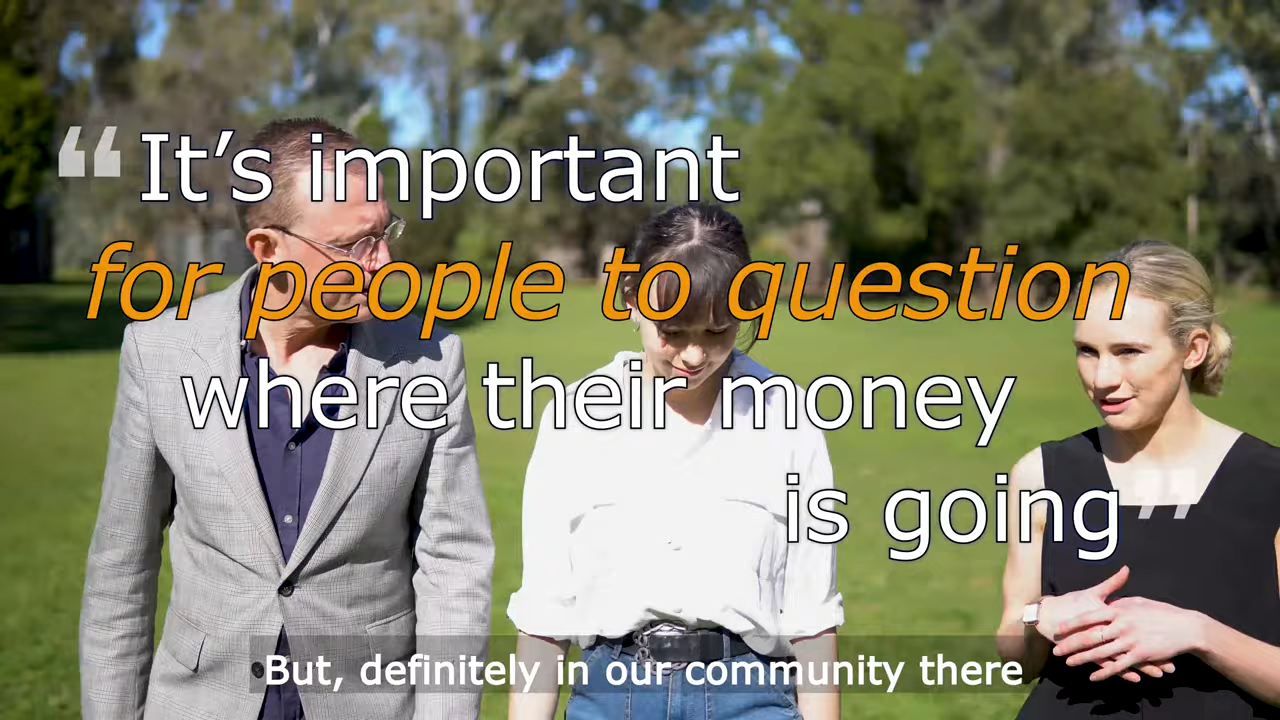 “It’s important
for people to question
where their money
is going”
But, definitely in our community there